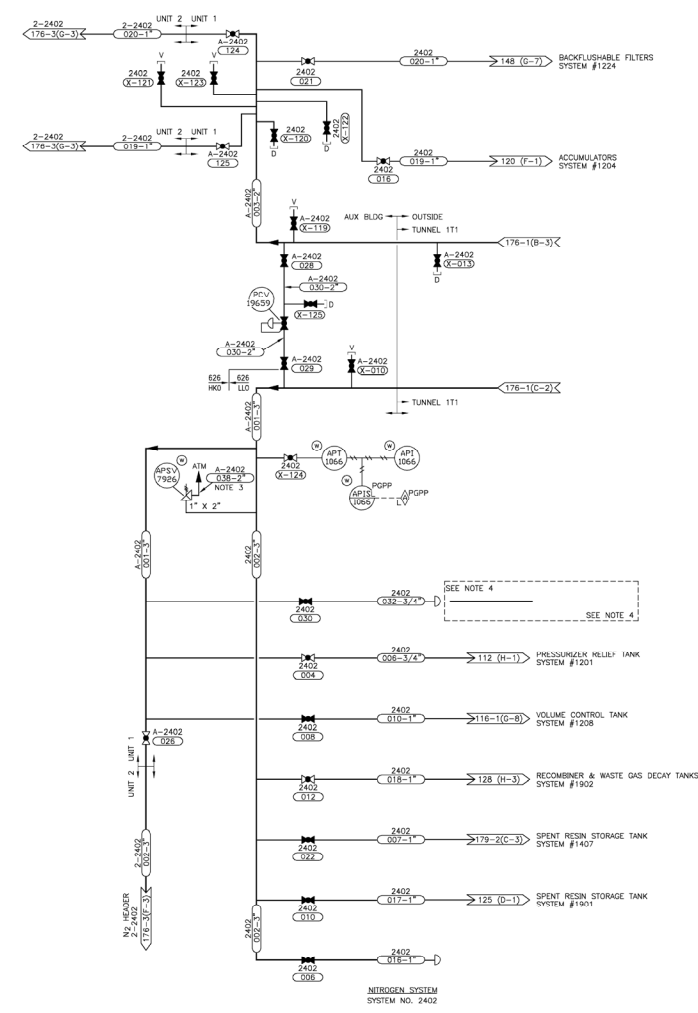 UNIT 2 UNIT 1
2-2402
176-3(G-3)
2-2402
020-1"
A-2402
124
2402
021
2402
020-1"
148 (G-7)
BACKFLUSHABLE FILTERS
SYSTEM #1224
V
2402
X-121
V
2402
X-123
2402
X-120
D
2402
X-122
D
UNIT 2 UNIT 1
2-2402
176-3(G-3)
2-2402
019-1"
A-2402
125
2402
016
2402
019-1"
120 (F-1)
ACCUMULATORS
SYSTEM #1204
A-2402
003-2"
V
A-2402
X-119
AUX BLDG
OUTSIDE
TUNNEL 1T1
176-1(B-3)
A-2402
028
A-2402
X-013
D
A-2402
030-2"
D
X-125
PCV
19659
A-2402
030-2"
A-2402
029
626
HKO
626
LLO
V
A-2402
X-010
176-1(C-2)
A-2402
001-3"
TUNNEL 1T1
W
APT
1066
W
API
1066
2402
X-124
W
APIS
1066
PGPP
PGPP
L
A
APSV
7926
W
ATM
A-2402
038-2"
NOTE 3
1" X 2"
A-2402
001-3"
2402
002-3"
2402
030
2402
032-3/4"
SEE NOTE 4
SEE NOTE 4
2402
004
2402
006-3/4"
112 (H-1)
PRESSURIZER RELIEF TANK
SYSTEM #1201
2402
008
2402
010-1"
116-1(G-8)
VOLUME CONTROL TANK
SYSTEM #1208
A-2402
026
UNIT 2 UNIT 1
2402
012
2402
018-1"
128 (H-3)
RECOMBINER & WASTE GAS DECAY TANKS
SYSTEM #1902
2402
022
2402
007-1"
179-2(C-3)
SPENT RESIN STORAGE TANK
SYSTEM #1407
2-2402
002-3"
2402
010
2402
017-1"
125 (D-1)
SPENT RESIN STORAGE TANK
SYSTEM #1901
N2 HEADER
2-2402
176-3(F-3)
2402
002-3"
2402
006
2402
016-1"
NITROGEN SYSTEM
SYSTEM NO. 2402